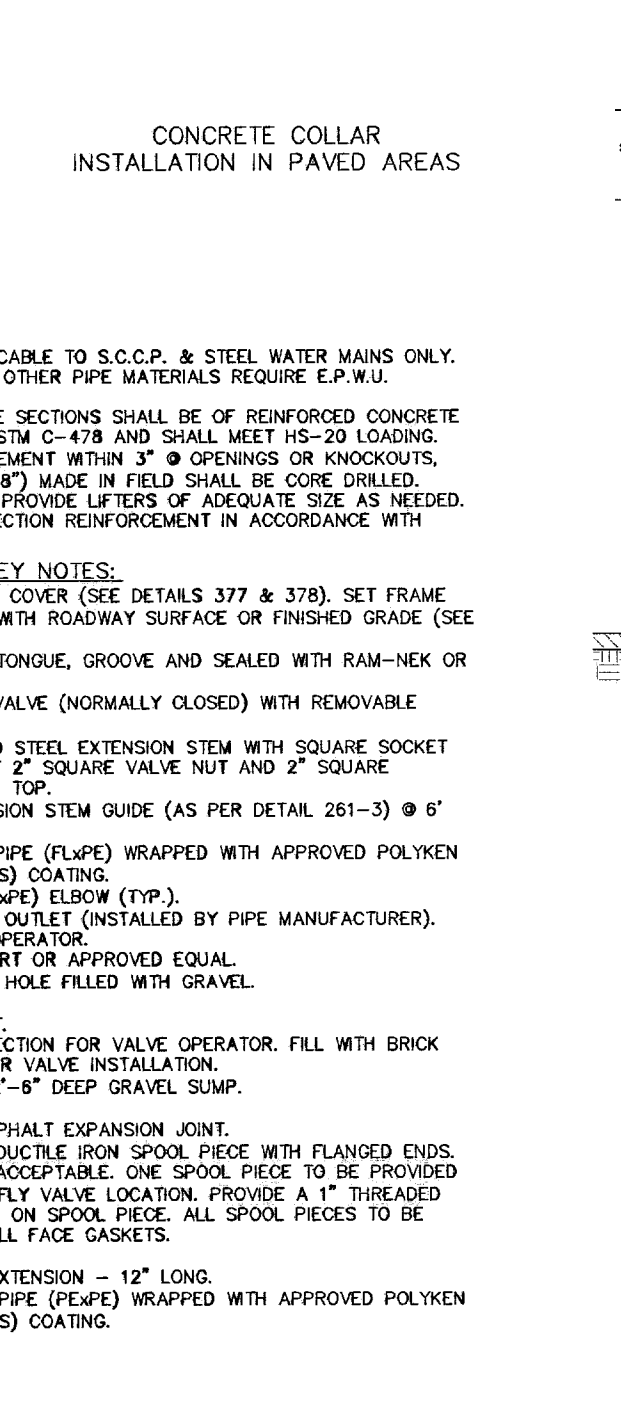 CONCRETE COLLAR
INSTALLATION IN PAVED AREAS
CABLE TO S.C.C.P. & STEEL WATER MAINS ONLY.
OTHER PIPE MATERIALS REQUIRE E.P.W.U.
E SECTIONS SHALL BE OF REINFORCED CONCRETE
STM C-478 AND SHALL MEET HS-20 LOADING.
EMENT WITHIN 3" @ OPENINGS OR KNOCKOUTS,
8") MADE IN FIELD SHALL BE CORE DRILLED.
PROVIDE LIFTERS OF ADEQUATE SIZE AS NEEDED.
ECTION REINFORCEMENT IN ACCORDANCE WITH
EY NOTES:
COVER (SEE DETAILS 377 & 378). SET FRAME
WITH ROADWAY SURFACE OR FINISHED GRADE (SEE
TONGUE, GROOVE AND SEALED WITH RAM-NEK OR
VALVE (NORMALLY CLOSED) WITH REMOVABLE
D STEEL EXTENSION STEM WITH SQUARE SOCKET
2" SQUARE VALVE NUT AND 2" SQUARE
TOP.
SION STEM GUIDE (AS PER DETAIL 261-3) @ 6'
PIPE (FLxPE) WRAPPED WITH APPROVED POLYKEN
S) COATING.
xPE) ELBOW (TYP.).
OUTLET (INSTALLED BY PIPE MANUFACTURER).
OPERATOR.
RT OR APPROVED EQUAL.
HOLE FILLED WITH GRAVEL.
T.
ECTION FOR VALVE OPERATOR. FILL WITH BRICK
R VALVE INSTALLATION.
'-6" DEEP GRAVEL SUMP.
PHALT EXPANSION JOINT.
DUCTILE IRON SPOOL PIECE WITH FLANGED ENDS.
ACCEPTABLE. ONE SPOOL PIECE TO BE PROVIDED
FLY VALVE LOCATION. PROVIDE A 1" THREADED
ON SPOOL PIECE. ALL SPOOL PIECES TO BE
LL FACE GASKETS.
XTENSION - 12" LONG.
PIPE (PExPE) WRAPPED WITH APPROVED POLYKEN
S) COATING.